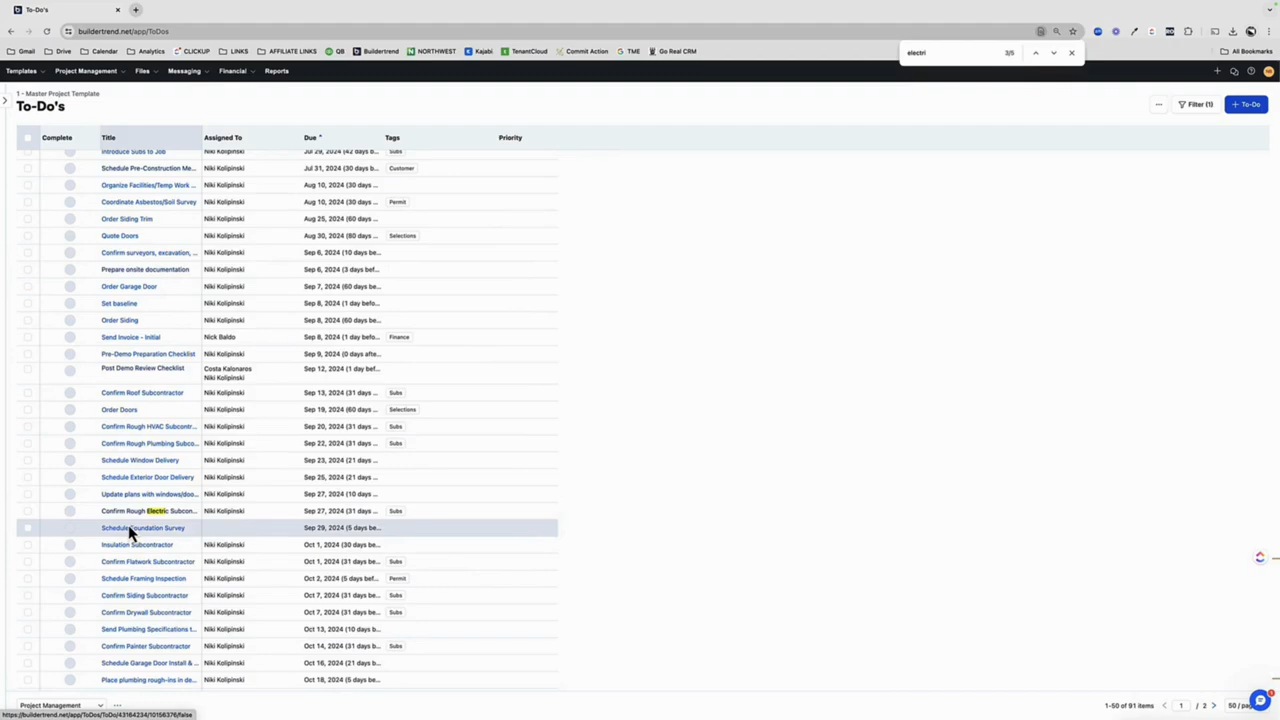 To-Do's
buildertrend.net/app/ToDos
Gmail Drive Calendar Analytics CLICKUP LINKS AFFILIATE LINKS QB Buildertrend NORTHWEST Kajabi TenantCloud Commit Action TME Go Real CRM All Bookmarks
electri 3/5
Templates Project Management Files Messaging Financial Reports
1 - Master Project Template
To-Do's
Filter (1) + To-Do
Complete Title Assigned To Due Tags Priority
Introduce Subs to Job Niki Kolipinski Jul 29, 2024 (42 days b... Subs
Schedule Pre-Construction Me... Niki Kolipinski Jul 31, 2024 (30 days b... Customer
Organize Facilities/Temp Work ... Niki Kolipinski Aug 10, 2024 (30 days ...
Coordinate Asbestos/Soil Survey Niki Kolipinski Aug 10, 2024 (30 days ... Permit
Order Siding Trim Niki Kolipinski Aug 25, 2024 (60 days ...
Quote Doors Niki Kolipinski Aug 30, 2024 (80 days ... Selections
Confirm surveyors, excavation, ... Niki Kolipinski Sep 6, 2024 (10 days be...
Prepare onsite documentation Niki Kolipinski Sep 6, 2024 (3 days bef...
Order Garage Door Niki Kolipinski Sep 7, 2024 (60 days be...
Set baseline Niki Kolipinski Sep 8, 2024 (1 day befo...
Order Siding Niki Kolipinski Sep 8, 2024 (60 days be...
Send Invoice - Initial Nick Baldo Sep 8, 2024 (1 day befo... Finance
Pre-Demo Preparation Checklist Niki Kolipinski Sep 9, 2024 (0 days afte...
Post Demo Review Checklist Costa Kalonaros Sep 12, 2024 (1 day bef...
Niki Kolipinski
Confirm Roof Subcontractor Niki Kolipinski Sep 13, 2024 (31 days ... Subs
Order Doors Niki Kolipinski Sep 19, 2024 (60 days ... Selections
Confirm Rough HVAC Subcontr... Niki Kolipinski Sep 20, 2024 (31 days ... Subs
Confirm Rough Plumbing Subco... Niki Kolipinski Sep 22, 2024 (31 days ... Subs
Schedule Window Delivery Niki Kolipinski Sep 23, 2024 (21 days ...
Schedule Exterior Door Delivery Niki Kolipinski Sep 25, 2024 (21 days ...
Update plans with windows/doo... Niki Kolipinski Sep 27, 2024 (10 days ...
Confirm Rough Electric Subcon... Niki Kolipinski Sep 27, 2024 (31 days ... Subs
Schedule Foundation Survey Sep 29, 2024 (5 days be...
Insulation Subcontractor Niki Kolipinski Oct 1, 2024 (30 days be...
Confirm Flatwork Subcontractor Niki Kolipinski Oct 1, 2024 (31 days be... Subs
Schedule Framing Inspection Niki Kolipinski Oct 2, 2024 (5 days bef... Permit
Confirm Siding Subcontractor Niki Kolipinski Oct 7, 2024 (31 days be... Subs
Confirm Drywall Subcontractor Niki Kolipinski Oct 7, 2024 (31 days be... Subs
Send Plumbing Specifications t... Niki Kolipinski Oct 13, 2024 (10 days b...
Confirm Painter Subcontractor Niki Kolipinski Oct 14, 2024 (31 days b... Subs
Schedule Garage Door Install & ... Niki Kolipinski Oct 16, 2024 (21 days b...
Place plumbing rough-ins in de... Niki Kolipinski Oct 18, 2024 (5 days be...
Project Management ... 1-50 of 91 items 1 / 2 50 / pag
https://buildertrend.net/app/ToDos/ToDo/43164234/10156376/false